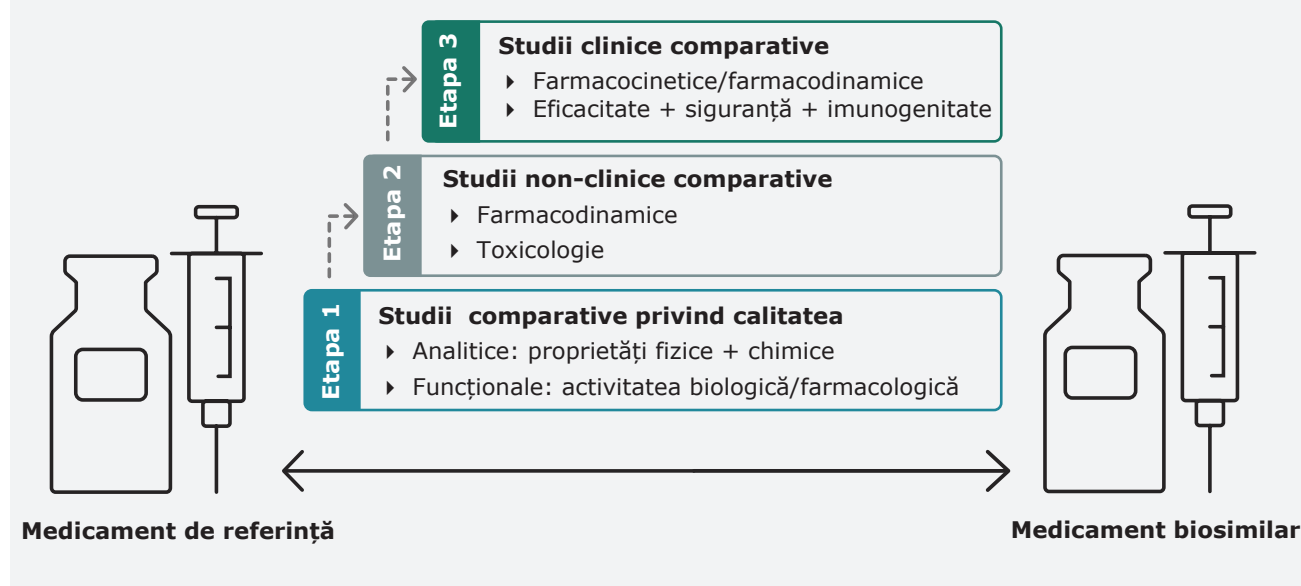 Etapa 3
Studii clinice comparative
Farmacocinetice/farmacodinamice
Eficacitate + siguranță + imunogenitate
Etapa 2
Studii non-clinice comparative
Farmacodinamice
Toxicologie
Etapa 1
Studii comparative privind calitatea
Analitice: proprietăți fizice + chimice
Funcționale: activitatea biologică/farmacologică
Medicament de referință
Medicament biosimilar